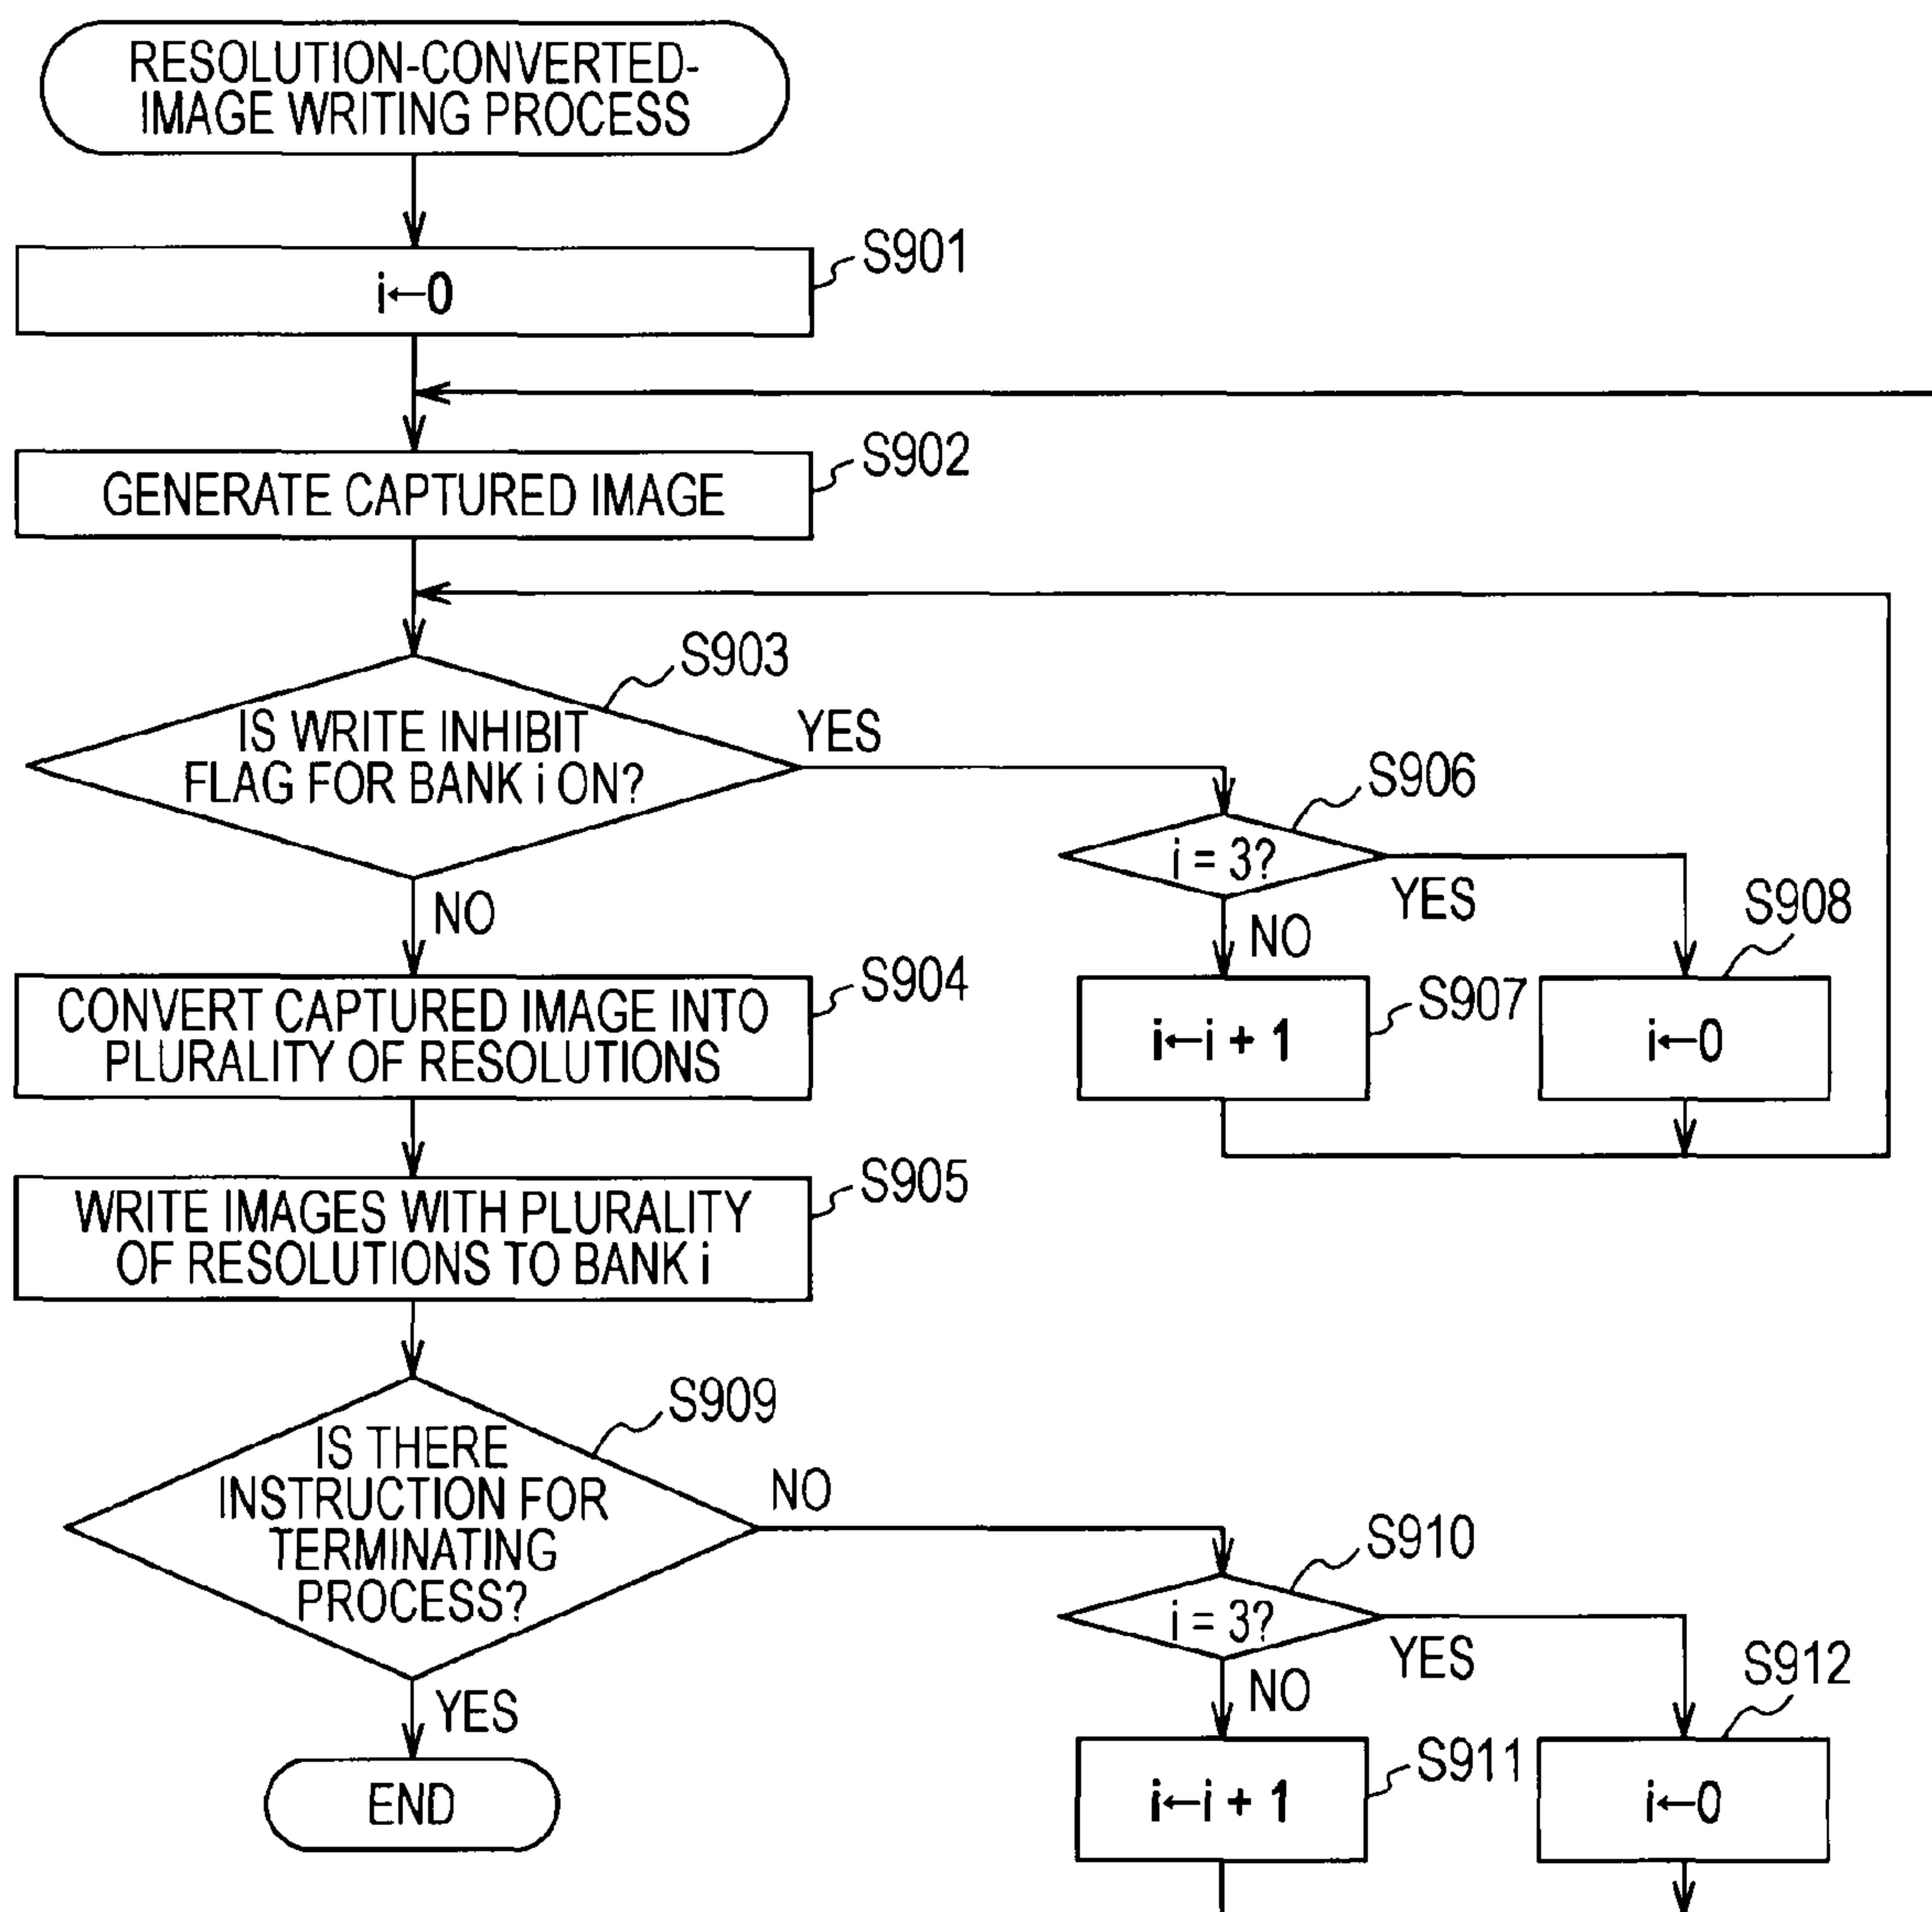 RESOLUTION-CONVERTED-
IMAGE WRITING PROCESS
S901
i←0
S902
GENERATE CAPTURED IMAGE
S903
IS WRITE INHIBIT
FLAG FOR BANK i ON?
YES
NO
S906
i = 3?
YES
NO
S908
S904
CONVERT CAPTURED IMAGE INTO
PLURALITY OF RESOLUTIONS
S907
i←i + 1
i←0
S905
WRITE IMAGES WITH PLURALITY
OF RESOLUTIONS TO BANK i
S909
IS THERE
INSTRUCTION FOR
TERMINATING
PROCESS?
NO
YES
S910
i = 3?
YES
NO
S912
END
S911
i←i + 1
i←0